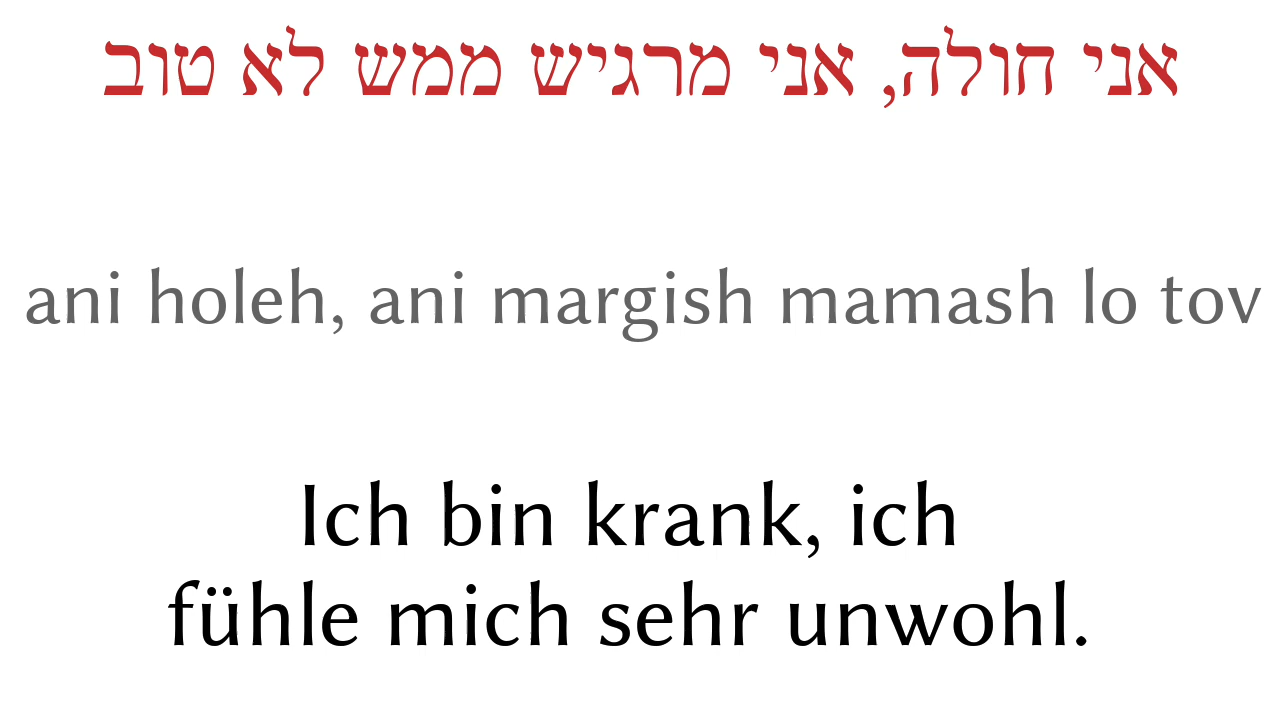 אני חולה, אני מרגיש ממש לא טוב
ani holeh, ani margish mamash lo tov
Ich bin krank, ich
fühle mich sehr unwohl.